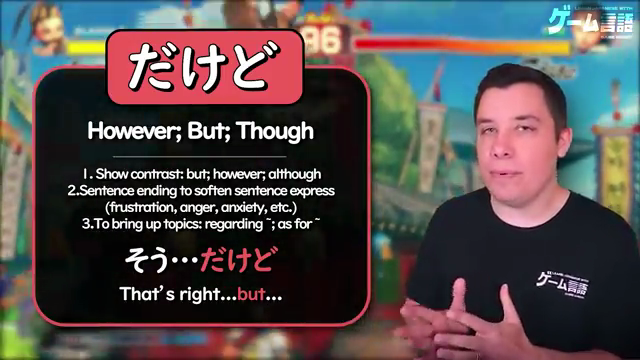 だけど
However; But; Though
1. Show contrast: but; however; although
2.Sentence ending to soften sentence express
(frustration, anger, anxiety, etc.)
3.To bring up topics: regarding ~; as for ~
そう…だけど
That's right...but...
96
ゲーム言語
ゲーム言語